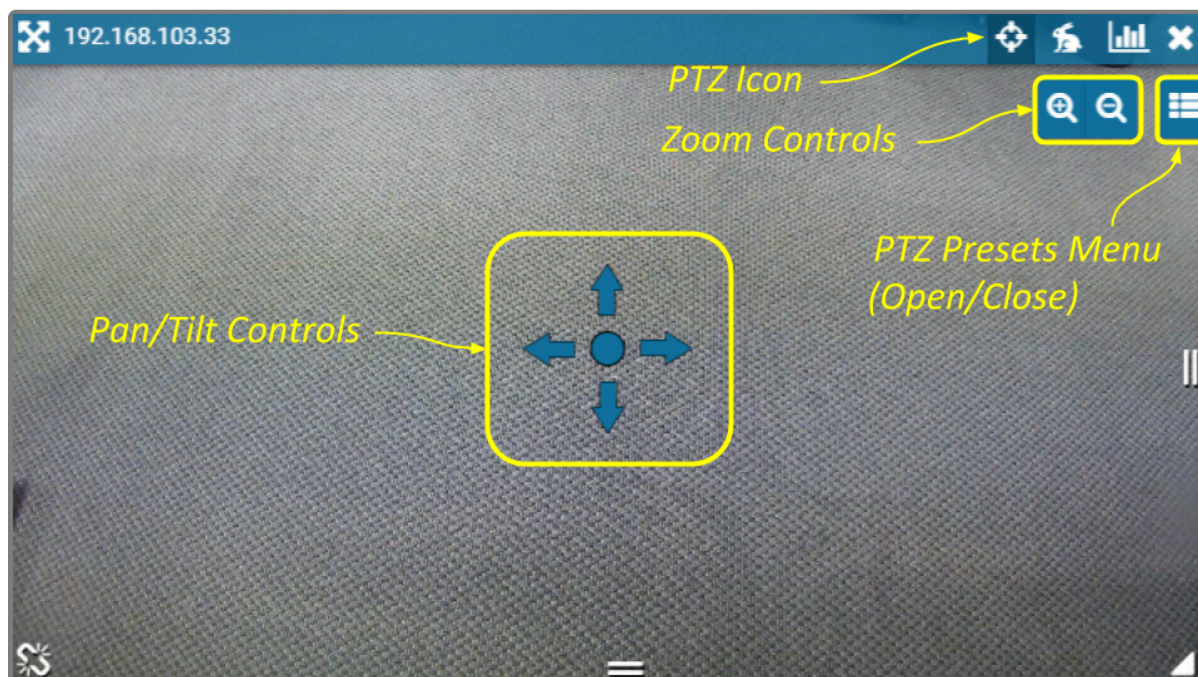 192.168.103.33
PTZ Icon
Zoom Controls
PTZ Presets Menu
(Open/Close)
Pan/Tilt Controls